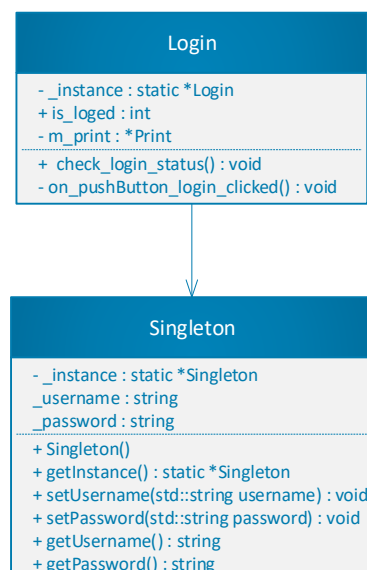 Login
- _instance : static *Login
+ is_loged : int
- m_print : *Print
+ check_login_status() : void
- on_pushButton_login_clicked() : void
Singleton
- _instance : static *Singleton
_username : string
_password : string
+ Singleton()
+ getInstance() : static *Singleton
+ setUsername(std::string username) : void
+ setPassword(std::string password) : void
+ getUsername() : string
+ getPassword() : string